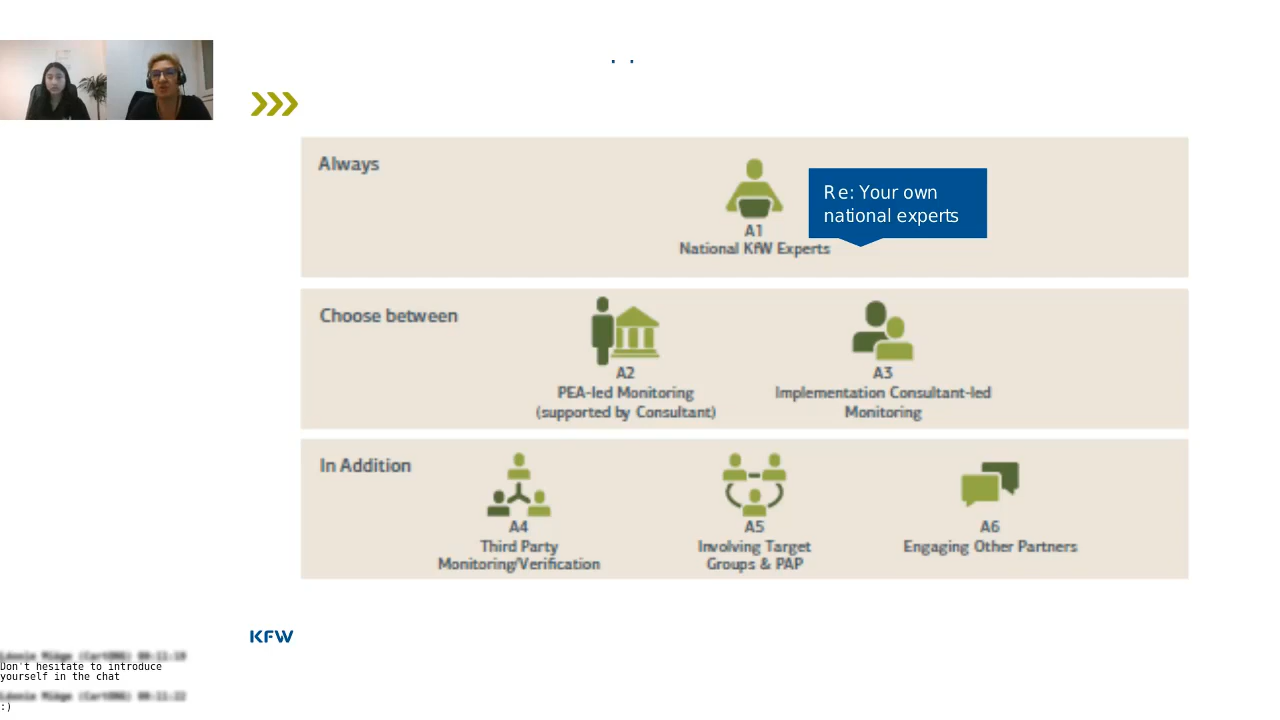 Always
Re: Your own
national experts
A1
National KfW Experts
Choose between
A2
PEA-led Monitoring
(supported by Consultant)
A3
Implementation Consultant-led
Monitoring
In Addition
A4
Third Party
Monitoring/Verification
A5
Involving Target
Groups & PAP
A6
Engaging Other Partners
KFW
Don't hesitate to introduce
yourself in the chat
:)